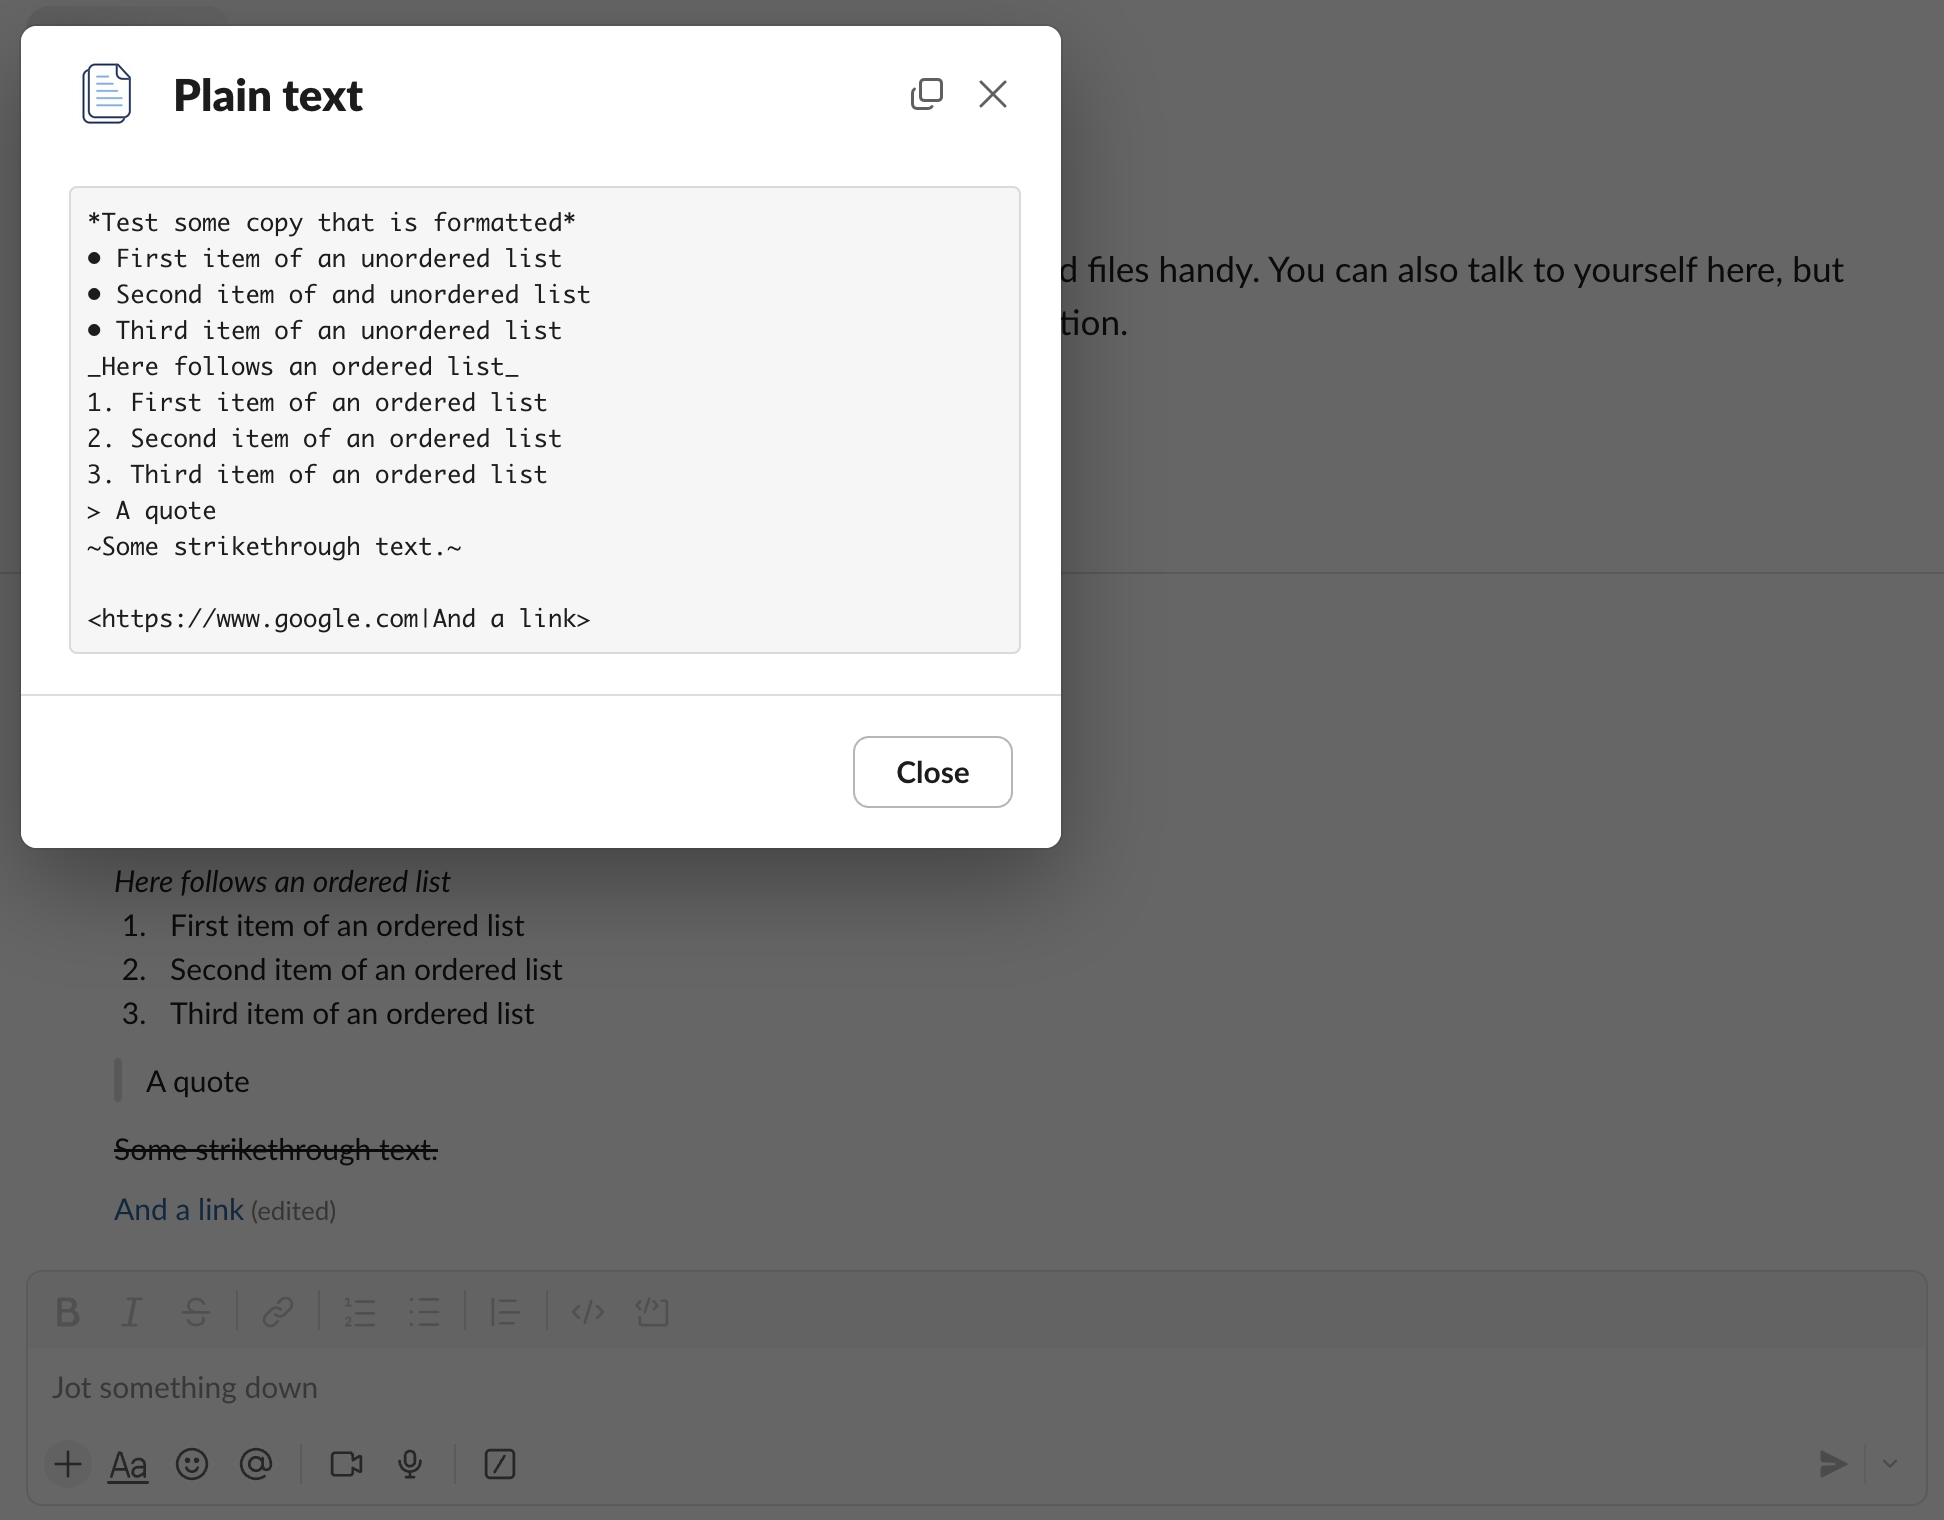 Plain text
*Test some copy that is formatted*
• First item of an unordered list
• Second item of and unordered list
• Third item of an unordered list
_Here follows an ordered list_
1. First item of an ordered list
2. Second item of an ordered list
3. Third item of an ordered list
> A quote
~Some strikethrough text.~
<https://www.google.com|And a link>
Close
d files handy. You can also talk to yourself here, but
tion.
Here follows an ordered list
1. First item of an ordered list
2. Second item of an ordered list
3. Third item of an ordered list
A quote
Some strikethrough text.
And a link (edited)
Jot something down
Aa